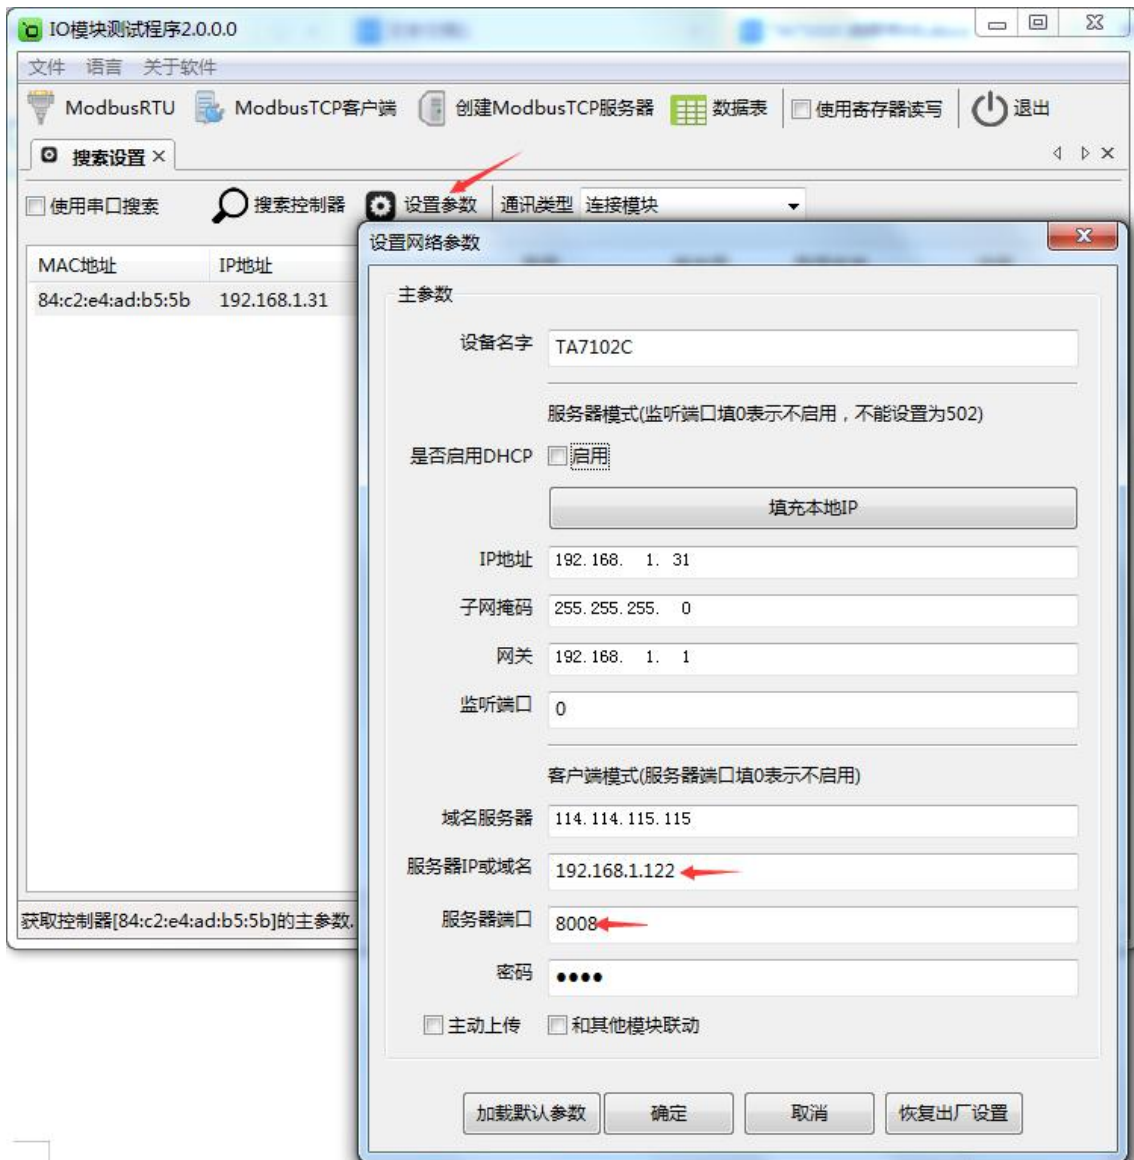 IO模块测试程序2.0.0.0
文件 语言 关于软件
ModbusRTU ModbusTCP客户端 创建ModbusTCP服务器 数据表 使用寄存器读写 退出
搜索设置
使用串口搜索 搜索控制器 设置参数 通讯类型 连接模块
设置网络参数
MAC地址 IP地址
84:c2:e4:ad:b5:5b 192.168.1.31
主参数
设备名字 TA7102C
服务器模式(监听端口填0表示不启用，不能设置为502)
是否启用DHCP 启用
填充本地IP
IP地址 192.168. 1. 31
子网掩码 255.255.255. 0
网关 192.168. 1. 1
监听端口 0
客户端模式(服务器端口填0表示不启用)
域名服务器 114.114.115.115
服务器IP或域名 192.168.1.122
服务器端口 8008
获取控制器[84:c2:e4:ad:b5:5b]的主参数.
密码 ●●●●
主动上传 和其他模块联动
加载默认参数 确定 取消 恢复出厂设置